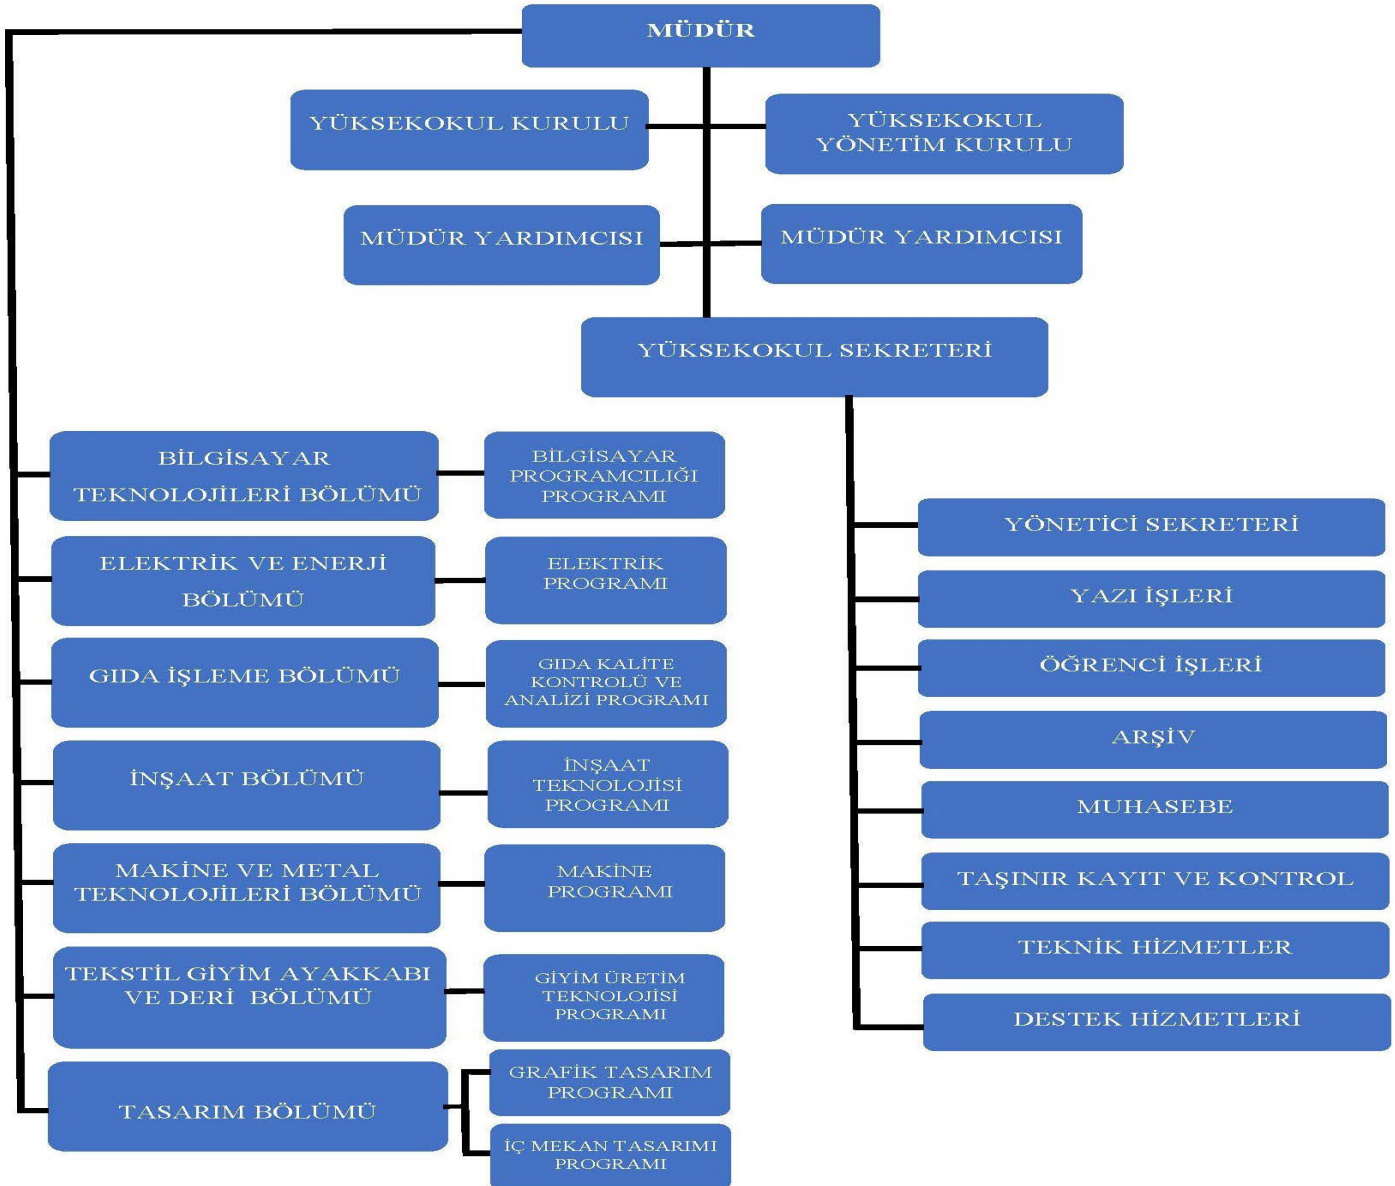 MÜDÜR
YÜKSEKOKUL KURULU
YÜKSEKOKUL
YÖNETİM KURULU
MÜDÜR YARDIMCISI
MÜDÜR YARDIMCISI
YÜKSEKOKUL SEKRETERİ
BİLGİSAYAR
TEKNOLOJİLERİ BÖLÜMÜ
BİLGİSAYAR
PROGRAMCILIĞI
PROGRAMI
ELEKTRİK VE ENERJİ
BÖLÜMÜ
ELEKTRİK
PROGRAMI
GIDA İŞLEME BÖLÜMÜ
GIDA KALİTE
KONTROLÜ VE
ANALİZİ PROGRAMI
İNŞAAT BÖLÜMÜ
İNŞAAT
TEKNOLOJİSİ
PROGRAMI
MAKİNE VE METAL
TEKNOLOJİLERİ BÖLÜMÜ
MAKİNE
PROGRAMI
TEKSTİL GİYİM AYAKKABI
VE DERİ BÖLÜMÜ
GİYİM ÜRETİM
TEKNOLOJİSİ
PROGRAMI
TASARIM BÖLÜMÜ
GRAFİK TASARIM
PROGRAMI
İÇ MEKAN TASARIMI
PROGRAMI
YÖNETİCİ SEKRETERİ
YAZI İŞLERİ
ÖĞRENCİ İŞLERİ
ARŞİV
MUHASEBE
TAŞINIR KAYIT VE KONTROL
TEKNİK HİZMETLER
DESTEK HİZMETLERİ